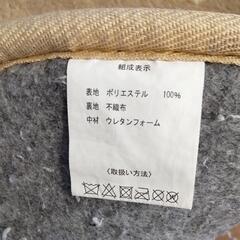 組成表示
表地 ポリエステル 100%
裏地 不織布
中材 ウレタンフォーム
〈取扱い方法〉